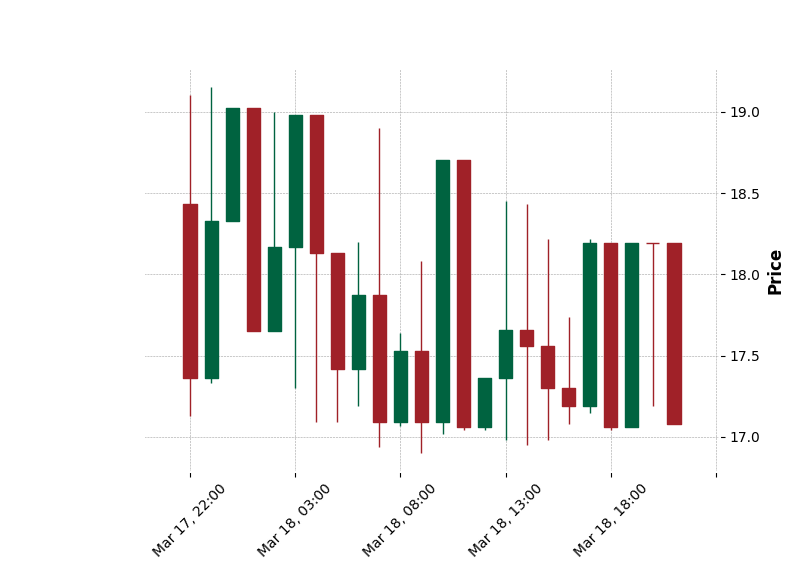 19.0
18.5
18.0
17.5
17.0
Price
Mar 17, 22:00
Mar 18, 03:00
Mar 18, 08:00
Mar 18, 13:00
Mar 18, 18:00